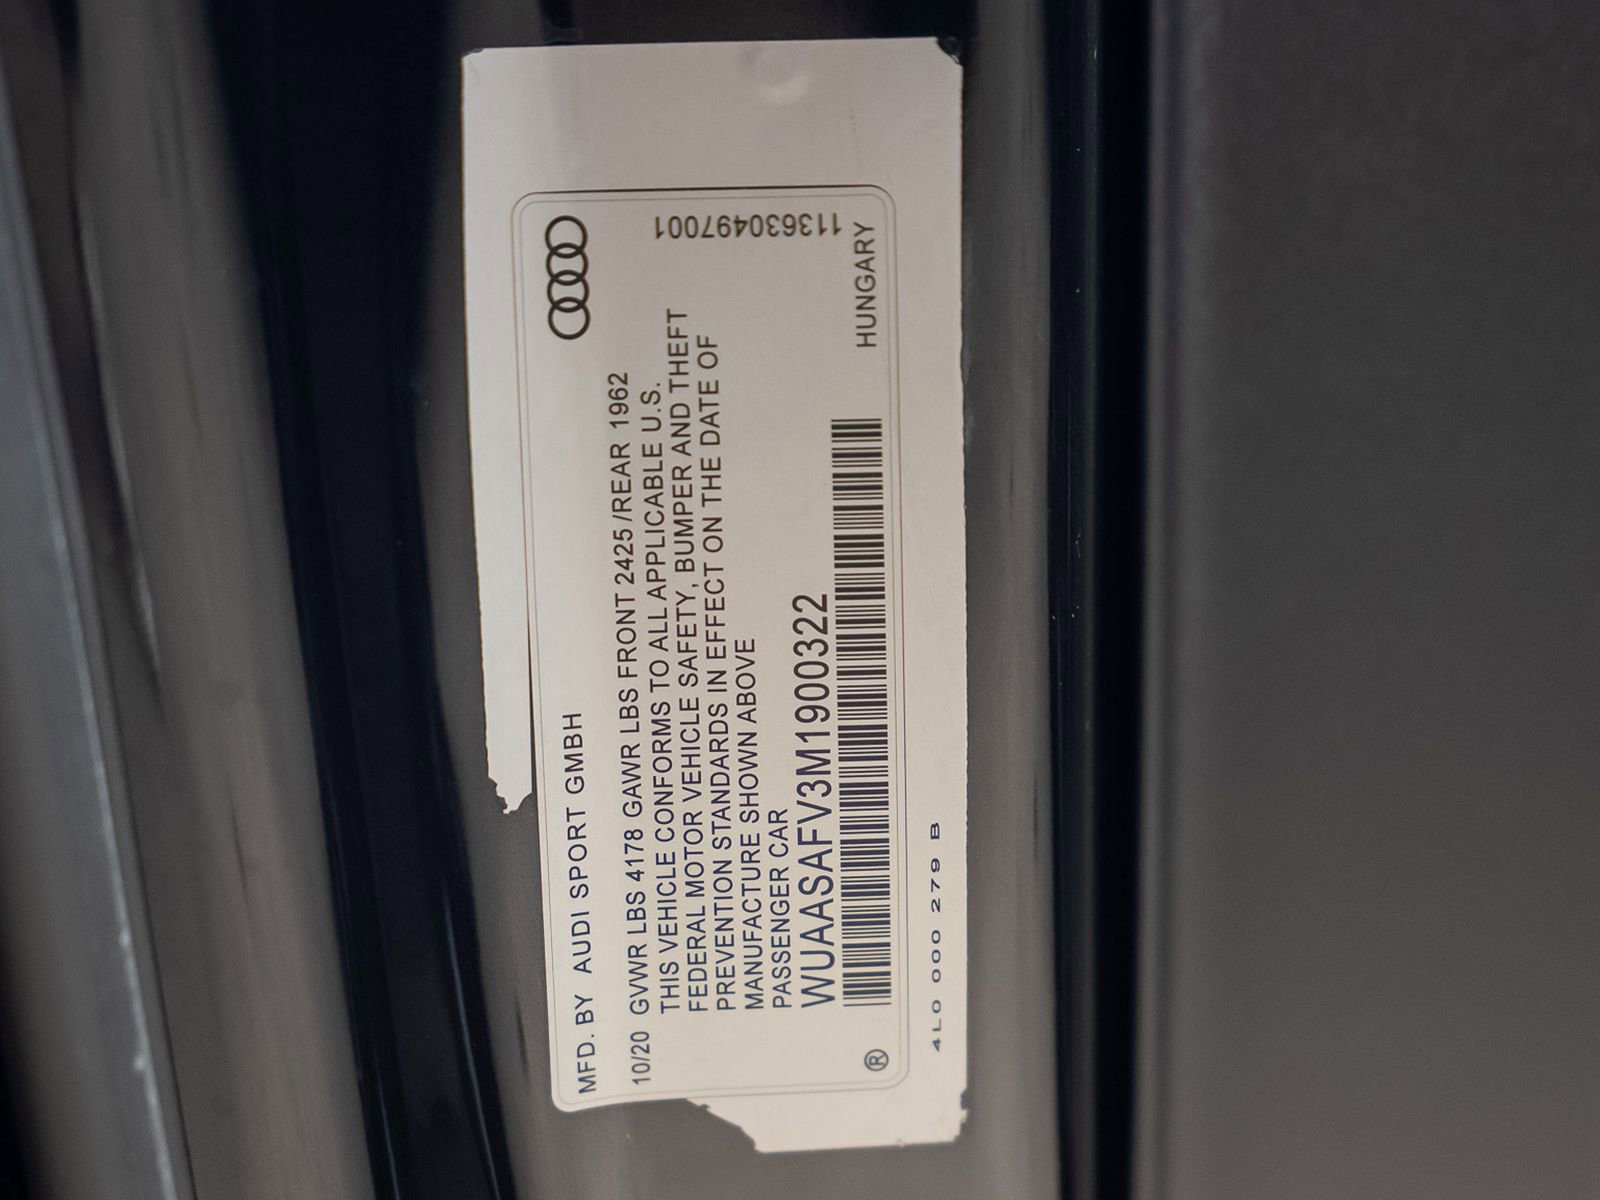 MFD. BY AUDI SPORT GMBH
10/20 GVWR LBS 4178 GAWR LBS FRONT 2425 /REAR 1962
THIS VEHICLE CONFORMS TO ALL APPLICABLE U.S.
FEDERAL MOTOR VEHICLE SAFETY, BUMPER AND THEFT
PREVENTION STANDARDS IN EFFECT ON THE DATE OF
MANUFACTURE SHOWN ABOVE
PASSENGER CAR
WUAASAFV3M1900322
113630497001
HUNGARY
®
4L0 000 279 B